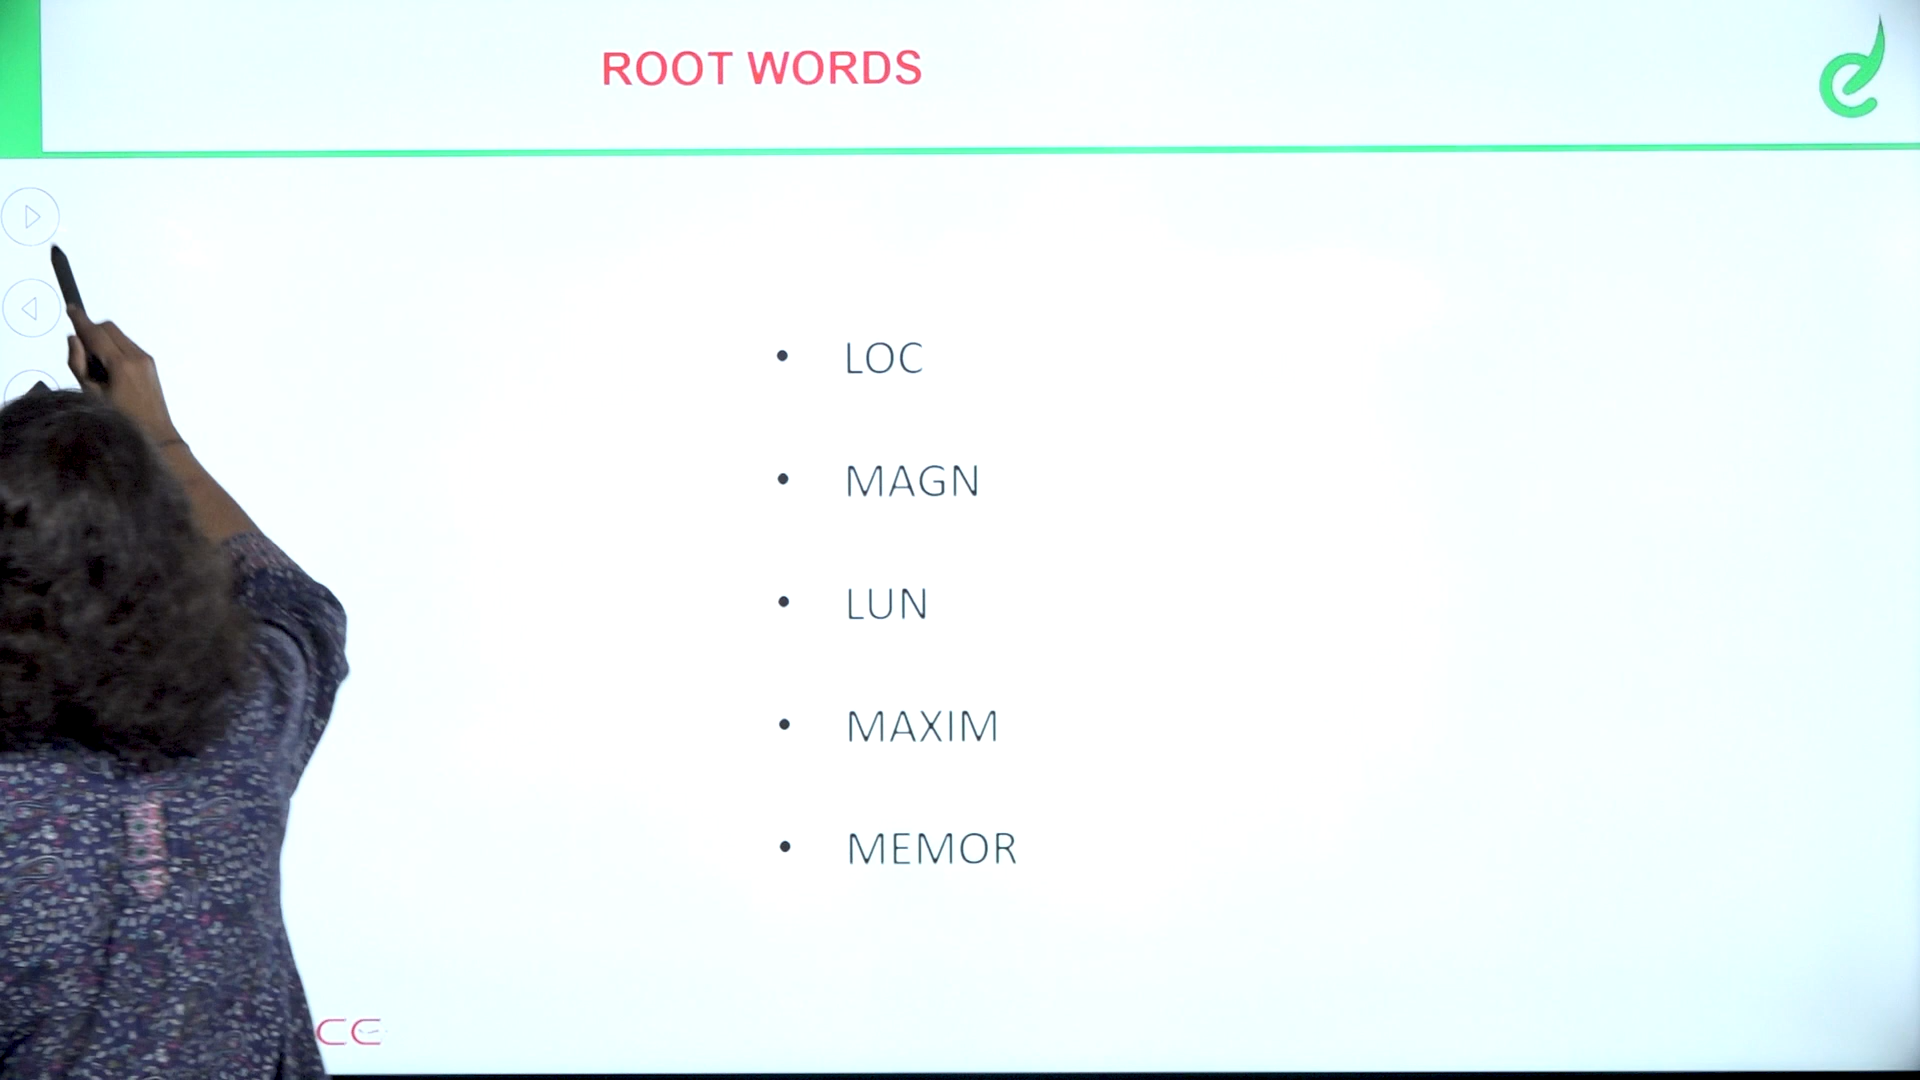 ROOT WORDS
• LOC
• MAGN
• LUN
• MAXIM
• MEMOR